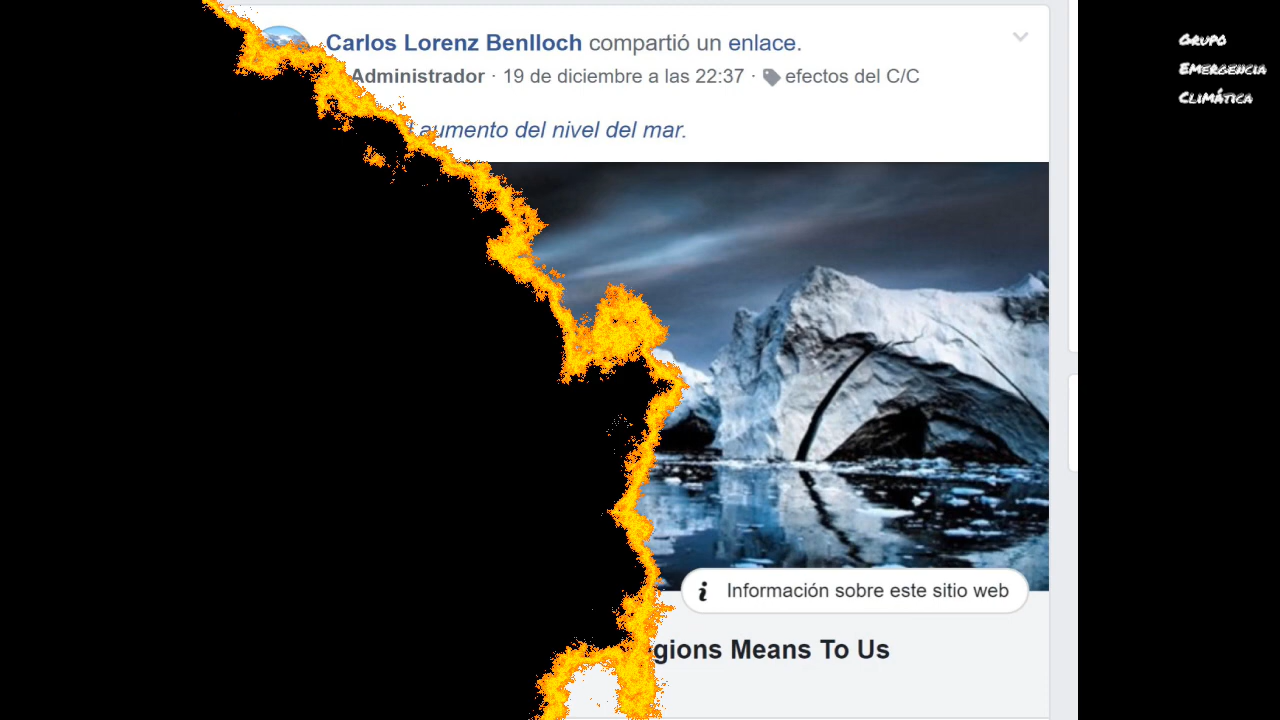 Carlos Lorenz Benlloch compartió un enlace.
Administrador · 19 de diciembre a las 22:37 · efectos del C/C
aumento del nivel del mar.
Información sobre este sitio web
gions Means To Us
Grupo
Emergencia
Climática